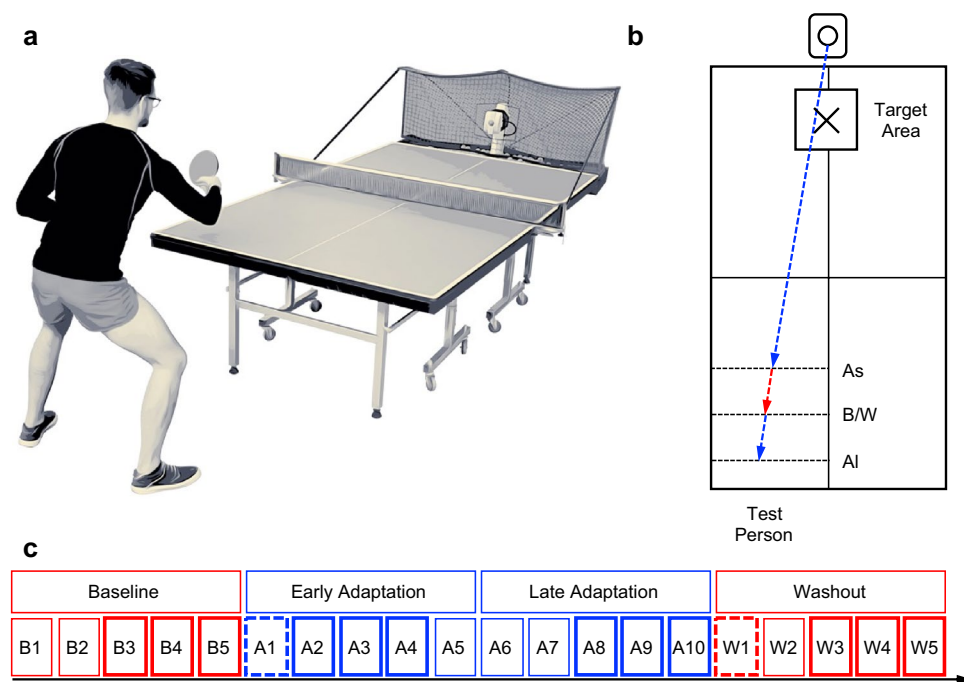 a
b
Target
Area
As
B/W
Al
Test
Person
c
Baseline Early Adaptation Late Adaptation Washout
B1 B2 B3 B4 B5 A1 A2 A3 A4 A5 A6 A7 A8 A9 A10 W1 W2 W3 W4 W5